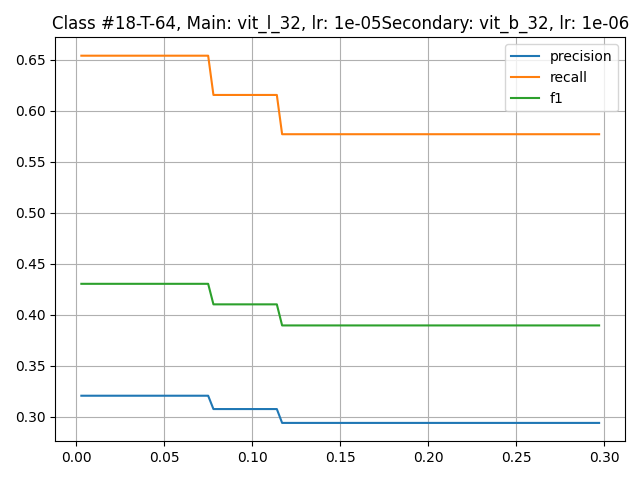 Class #18-T-64, Main: vit_l_32, lr: 1e-05Secondary: vit_b_32, lr: 1e-06
precision
recall
f1
0.65
0.60
0.55
0.50
0.45
0.40
0.35
0.30
0.00 0.05 0.10 0.15 0.20 0.25 0.30